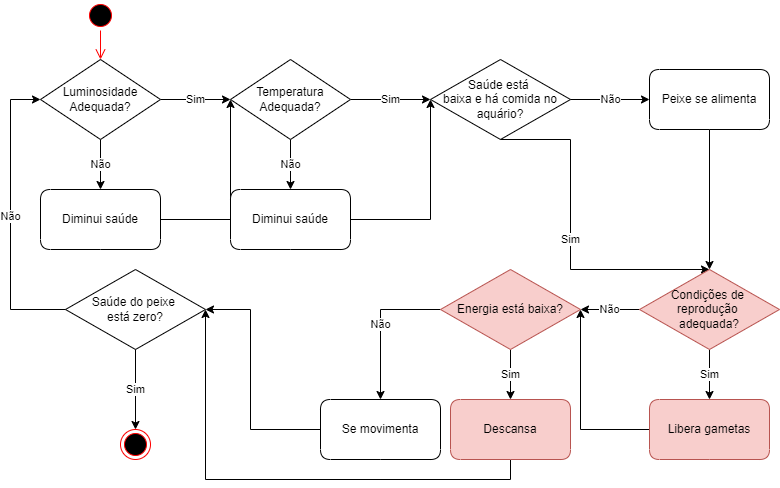 Luminosidade
Adequada?
Sim
Temperatura
Adequada?
Sim
Saúde está
baixa e há comida no
aquário?
Não
Peixe se alimenta
Não
Não
Diminui saúde
Diminui saúde
Não
Sim
Saúde do peixe
está zero?
Energia está baixa?
Não
Condições de
reprodução
adequada?
Não
Sim
Sim
Sim
Se movimenta
Descansa
Libera gametas